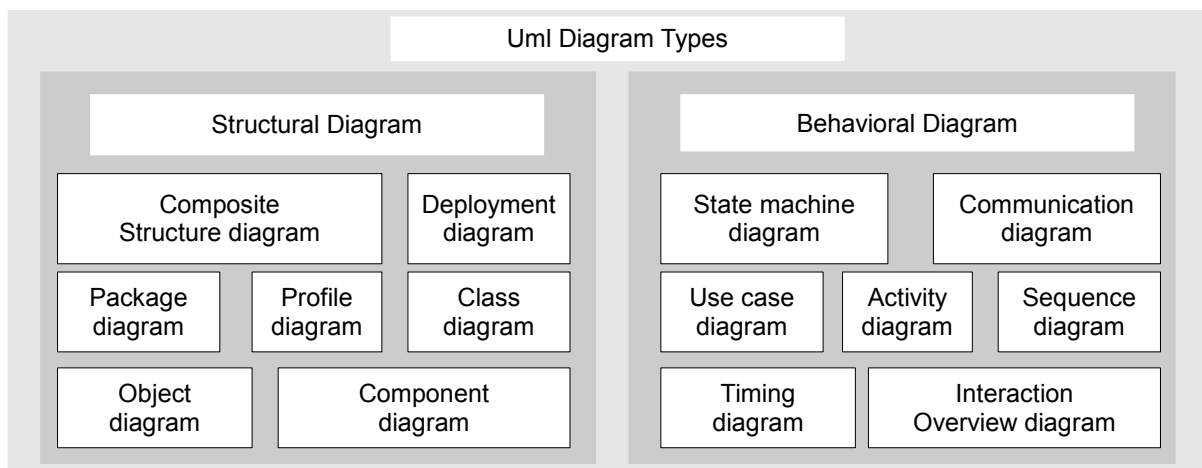 Uml Diagram Types
Structural Diagram
Composite
Structure diagram
Deployment
diagram
Package
diagram
Profile
diagram
Class
diagram
Object
diagram
Component
diagram
Behavioral Diagram
State machine
diagram
Communication
diagram
Use case
diagram
Activity
diagram
Sequence
diagram
Timing
diagram
Interaction
Overview diagram